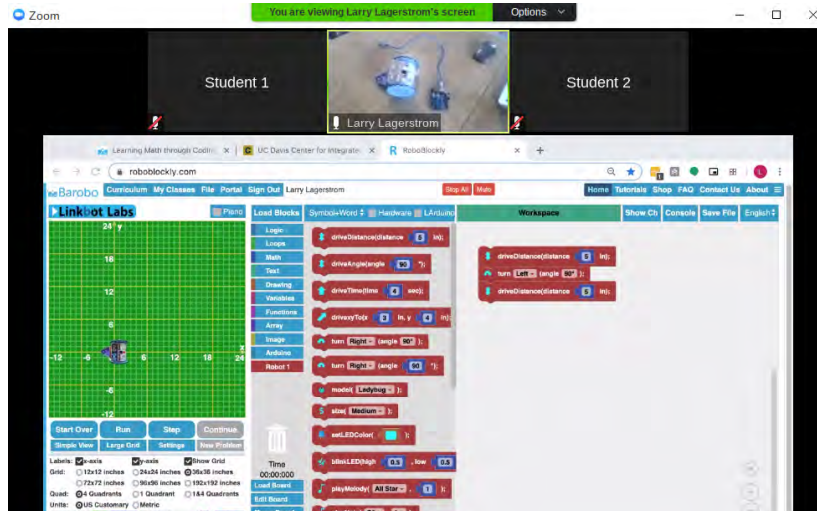 Zoom
You are viewing Larry Lagerstrom's screen Options
Student 1
Larry Lagerstrom
Student 2
Learning Math through Codin
UC Davis Center for Integrate
RoboBlockly
roboblockly.com
Barobo Curriculum My Classes File Portal Sign Out Larry Lagerstrom Stop All Mute Home Tutorials Shop FAQ Contact Us About
Linkbot Labs Piano Load Blocks Symbol+Word Hardware LArduino Workspace Show Ch Console Save File English
24 y
18
12
6
-12 -6 6 12 18 24
x
-6
-12
Logic
Loops
Math
Text
Drawing
Variables
Functions
Array
Image
Arduino
Robot 1
driveDistance(distance 5 in);
driveAngle(angle 90 °);
driveTime(time 4 sec);
drivexyTo(x 3 in, y 4 in);
turn Right (angle 90° );
turn Right (angle 90 °);
model( Ladybug );
size( Medium );
setLEDColor( );
blinkLED(high 0.5 , low 0.5
playMelody( All Star , 1 );
driveDistance(distance 5 in);
turn Left (angle 90° );
driveDistance(distance 5 in);
Start Over Run Step Continue
Simple View Large Grid Settings New Problem
Labels: x-axis y-axis Show Grid
Grid: 12x12 inches 24x24 inches 36x36 inches
72x72 inches 96x96 inches 192x192 inches
Quad: 4 Quadrants 1 Quadrant 1&4 Quadrants
Units: US Customary Metric
Time
00:00:000
Load Board
Edit Board